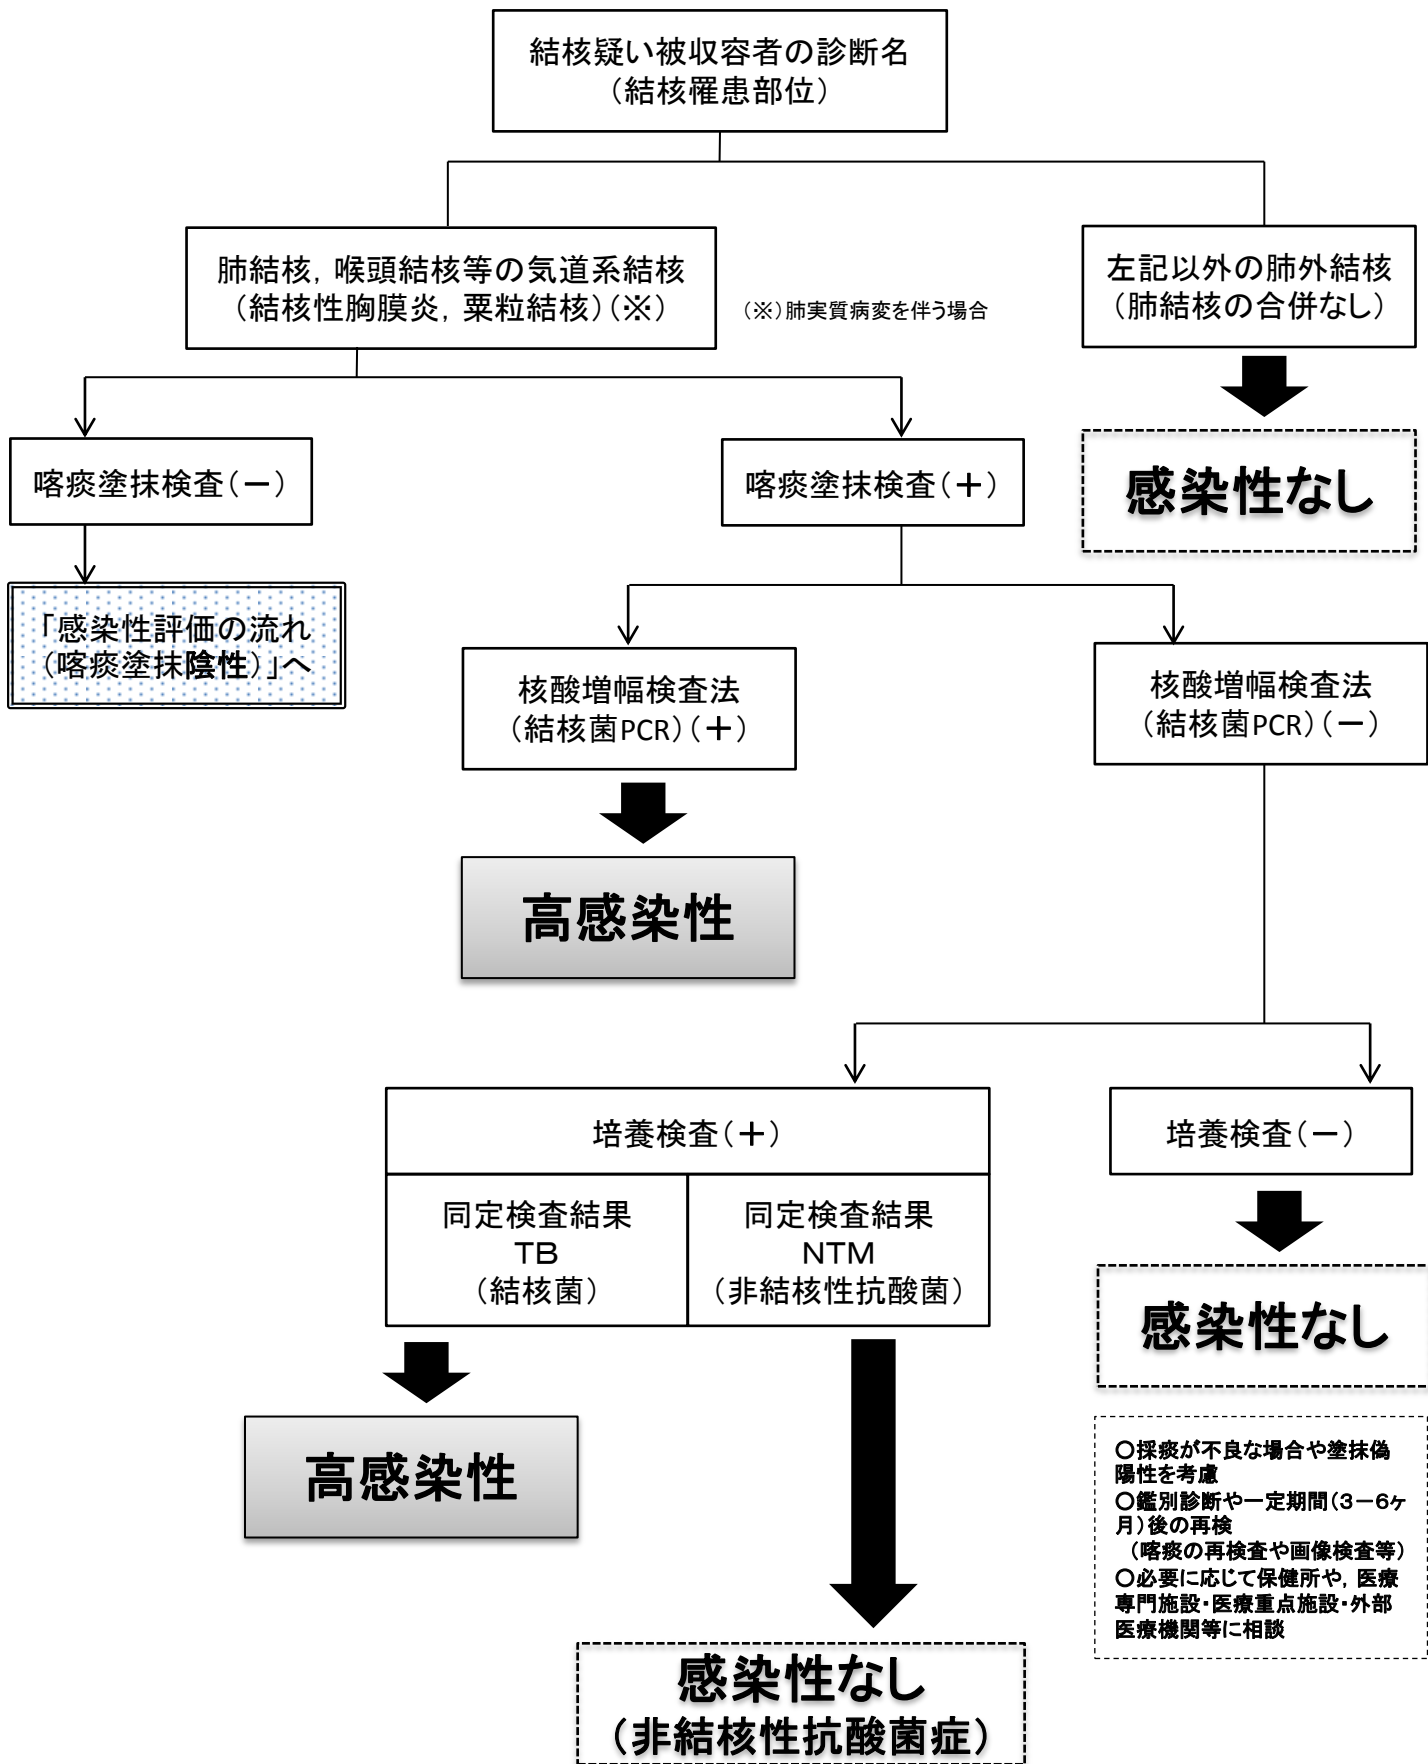 結核疑い被収容者の診断名
（結核罹患部位）
肺結核，喉頭結核等の気道系結核
（結核性胸膜炎，粟粒結核）（※）
（※）肺実質病変を伴う場合
左記以外の肺外結核
（肺結核の合併なし）
感染性なし
喀痰塗抹検査（－）
喀痰塗抹検査（＋）
「感染性評価の流れ
（喀痰塗抹陰性）」へ
核酸増幅検査法
（結核菌PCR）（＋）
核酸増幅検査法
（結核菌PCR）（－）
高感染性
培養検査（＋）
同定検査結果
ＴＢ
（結核菌）
同定検査結果
ＮＴＭ
（非結核性抗酸菌）
培養検査（－）
高感染性
感染性なし
（非結核性抗酸菌症）
感染性なし
○採痰が不良な場合や塗抹偽
陽性を考慮
○鑑別診断や一定期間（３－６ヶ
月）後の再検
（喀痰の再検査や画像検査等）
○必要に応じて保健所や，医療
専門施設・医療重点施設・外部
医療機関等に相談